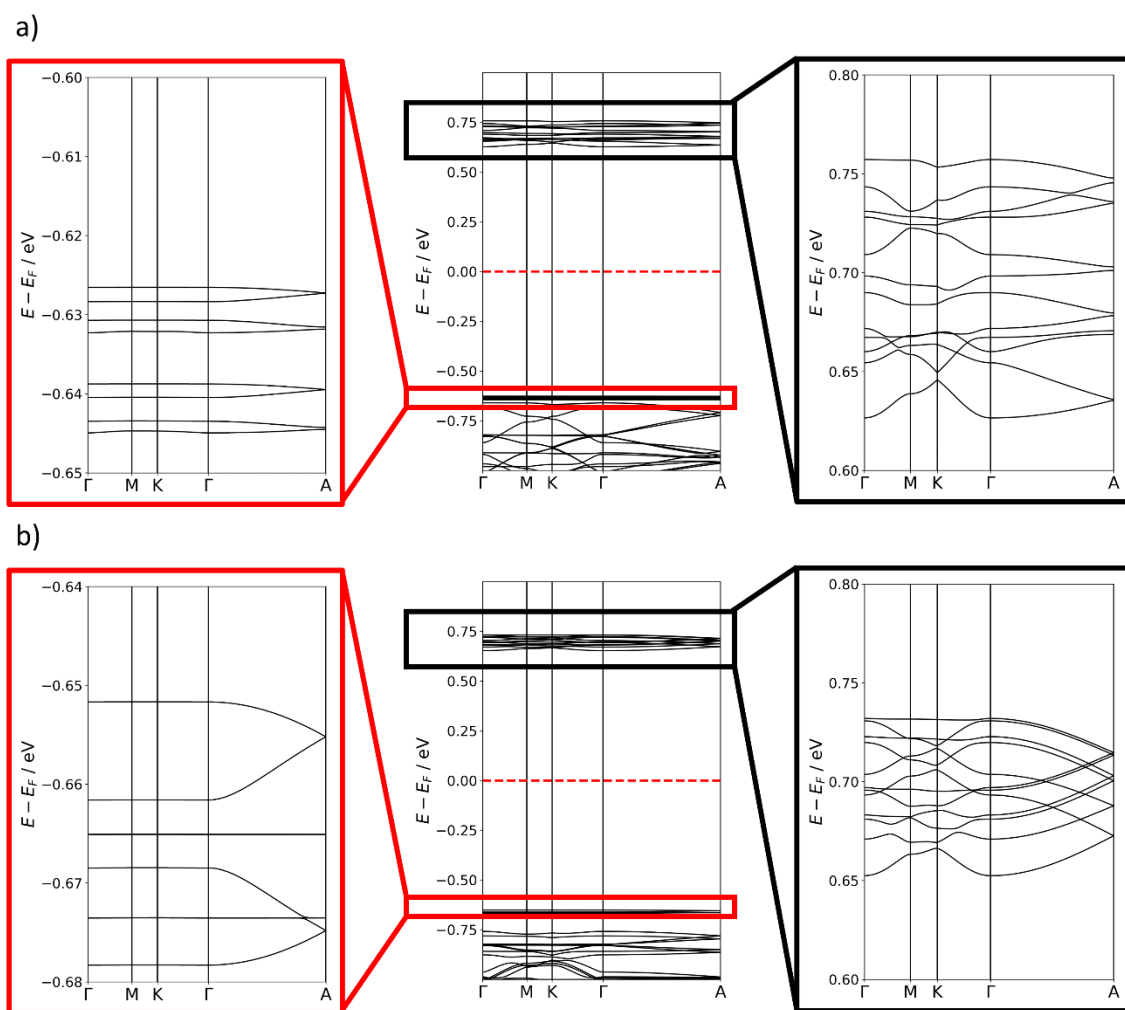 a)
−0.60
−0.61
−0.62
−0.63
−0.64
−0.65
E − E_F / eV
Γ M K Γ A
0.75
0.50
0.25
0.00
−0.25
−0.50
−0.75
E − E_F / eV
Γ M K Γ A
0.80
0.75
0.70
0.65
0.60
E − E_F / eV
Γ M K Γ A
b)
−0.64
−0.65
−0.66
−0.67
−0.68
E − E_F / eV
Γ M K Γ A
0.75
0.50
0.25
0.00
−0.25
−0.50
−0.75
E − E_F / eV
Γ M K Γ A
0.80
0.75
0.70
0.65
0.60
E − E_F / eV
Γ M K Γ A